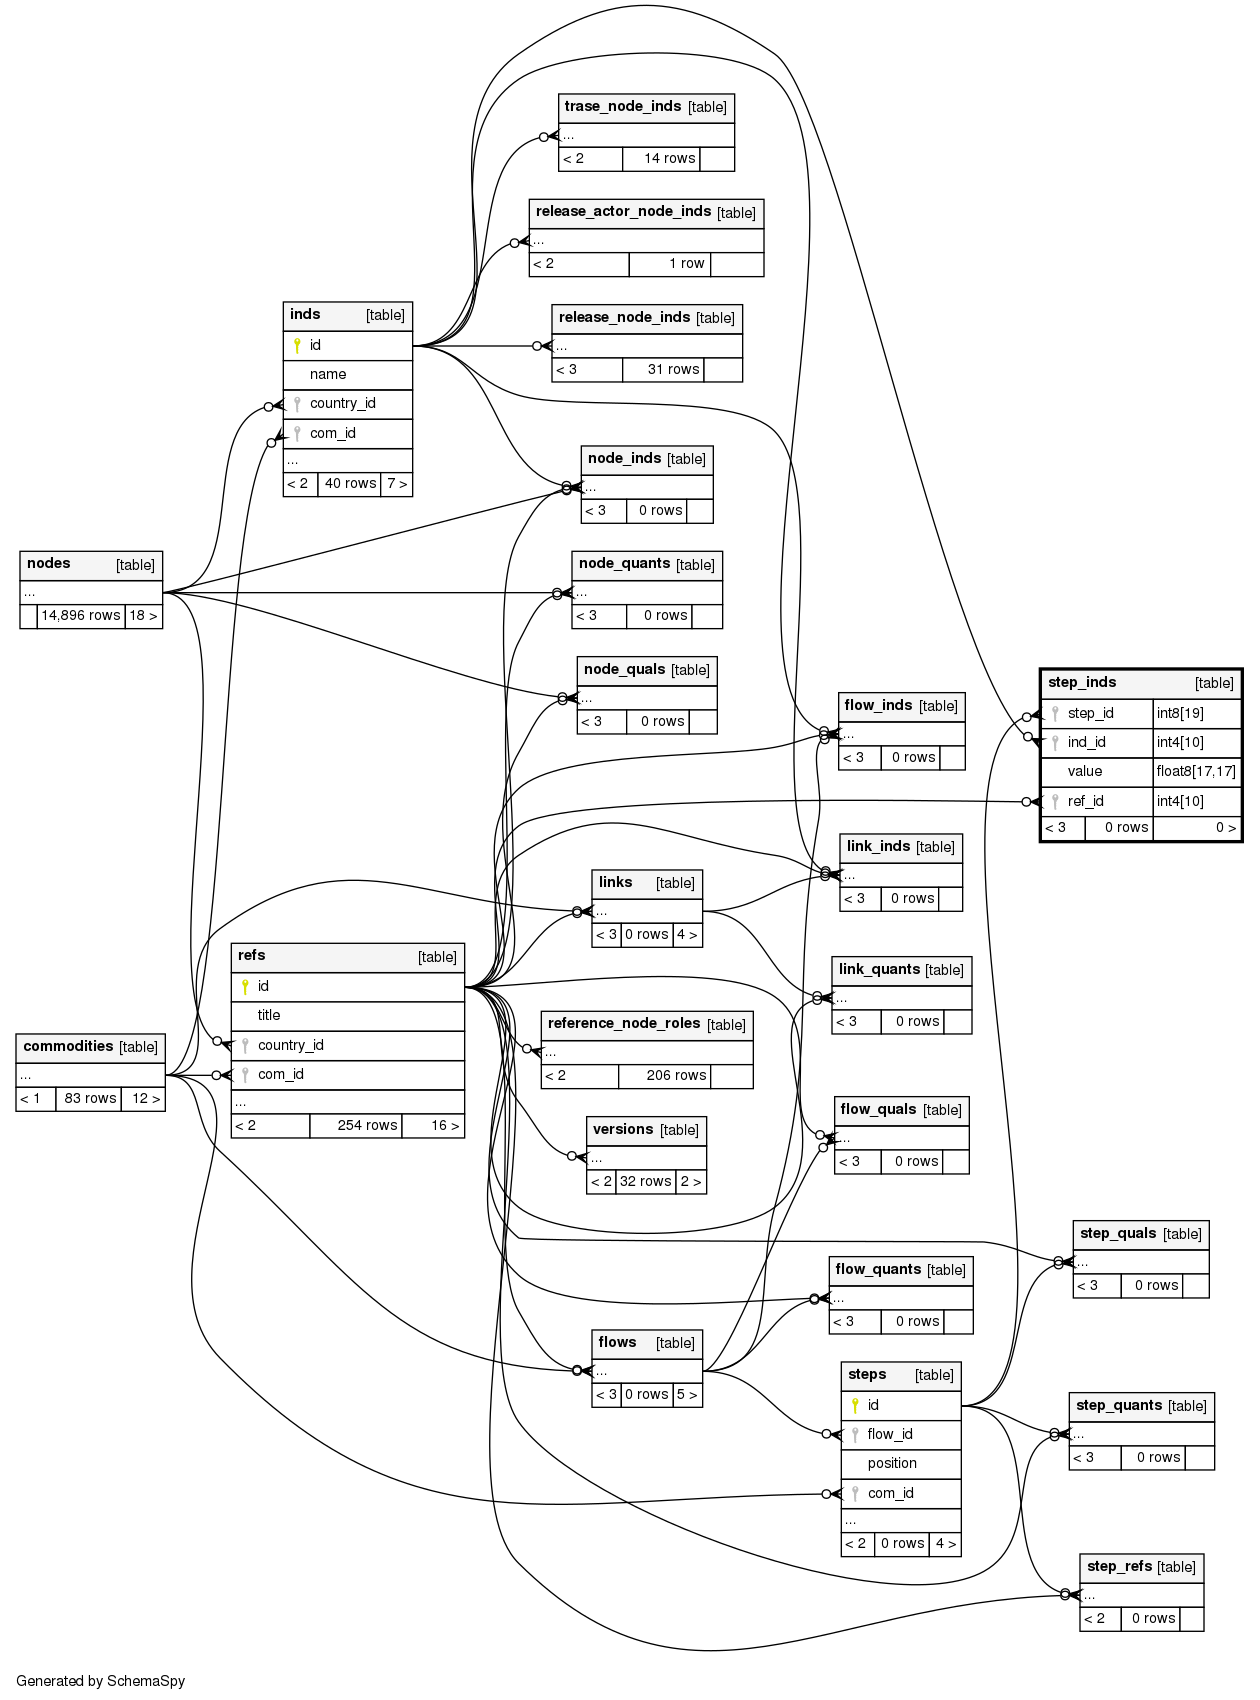 trase_node_inds [table]
...
< 2 14 rows
release_actor_node_inds [table]
...
< 2 1 row
inds [table]
id
name
country_id
com_id
...
< 2 40 rows 7 >
release_node_inds [table]
...
< 3 31 rows
node_inds [table]
...
< 3 0 rows
nodes [table]
...
14,896 rows 18 >
node_quants [table]
...
< 3 0 rows
node_quals [table]
...
< 3 0 rows
flow_inds [table]
...
< 3 0 rows
step_inds [table]
step_id int8[19]
ind_id int4[10]
value float8[17,17]
ref_id int4[10]
< 3 0 rows 0 >
link_inds [table]
...
< 3 0 rows
links [table]
...
< 3 0 rows 4 >
refs [table]
id
title
country_id
com_id
...
< 2 254 rows 16 >
link_quants [table]
...
< 3 0 rows
commodities [table]
...
< 1 83 rows 12 >
reference_node_roles [table]
...
< 2 206 rows
flow_quals [table]
...
< 3 0 rows
versions [table]
...
< 2 32 rows 2 >
step_quals [table]
...
< 3 0 rows
flow_quants [table]
...
< 3 0 rows
flows [table]
...
< 3 0 rows 5 >
steps [table]
id
flow_id
position
com_id
...
< 2 0 rows 4 >
step_quants [table]
...
< 3 0 rows
step_refs [table]
...
< 2 0 rows
Generated by SchemaSpy